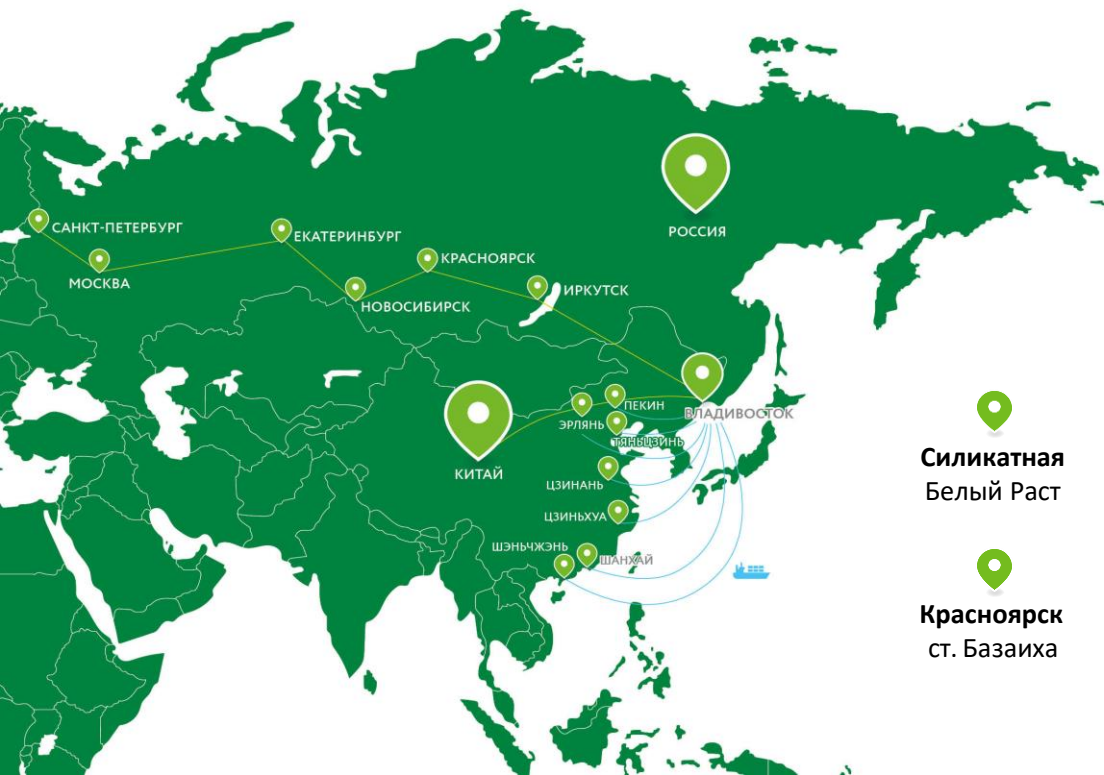 РОССИЯ
САНКТ-ПЕТЕРБУРГ
ЕКАТЕРИНБУРГ
КРАСНОЯРСК
МОСКВА
ИРКУТСК
НОВОСИБИРСК
ПЕКИН
ВЛАДИВОСТОК
ЭРЛЯНЬ
ТЯНЬЦЗИНЬ
КИТАЙ
ЦЗИНАНЬ
ЦЗИНЬХУА
ШЭНЬЧЖЭНЬ
ШАНХАЙ
Силикатная
Белый Раст
Красноярск
ст. Базаиха